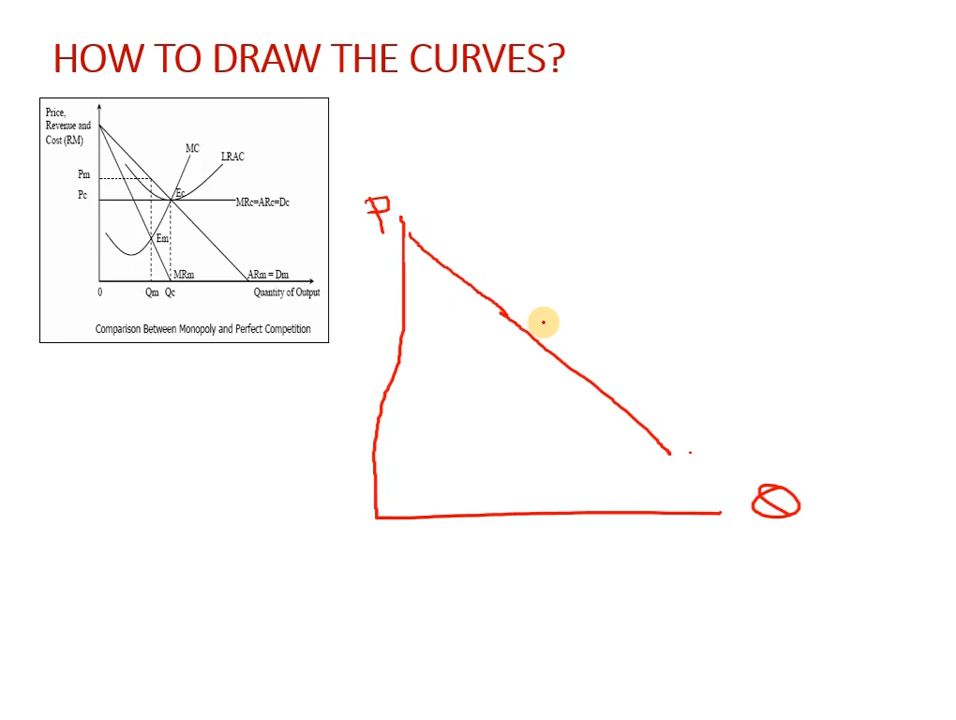 HOW TO DRAW THE CURVES?
Price,
Revenue and
Cost (RM)
MC
LRAC
Pm
Pc
Ec
MRc=ARc=Dc
Em
MRm
ARm = Dm
0
Qm
Qc
Quantity of Output
Comparison Between Monopoly and Perfect Competition
P
Q